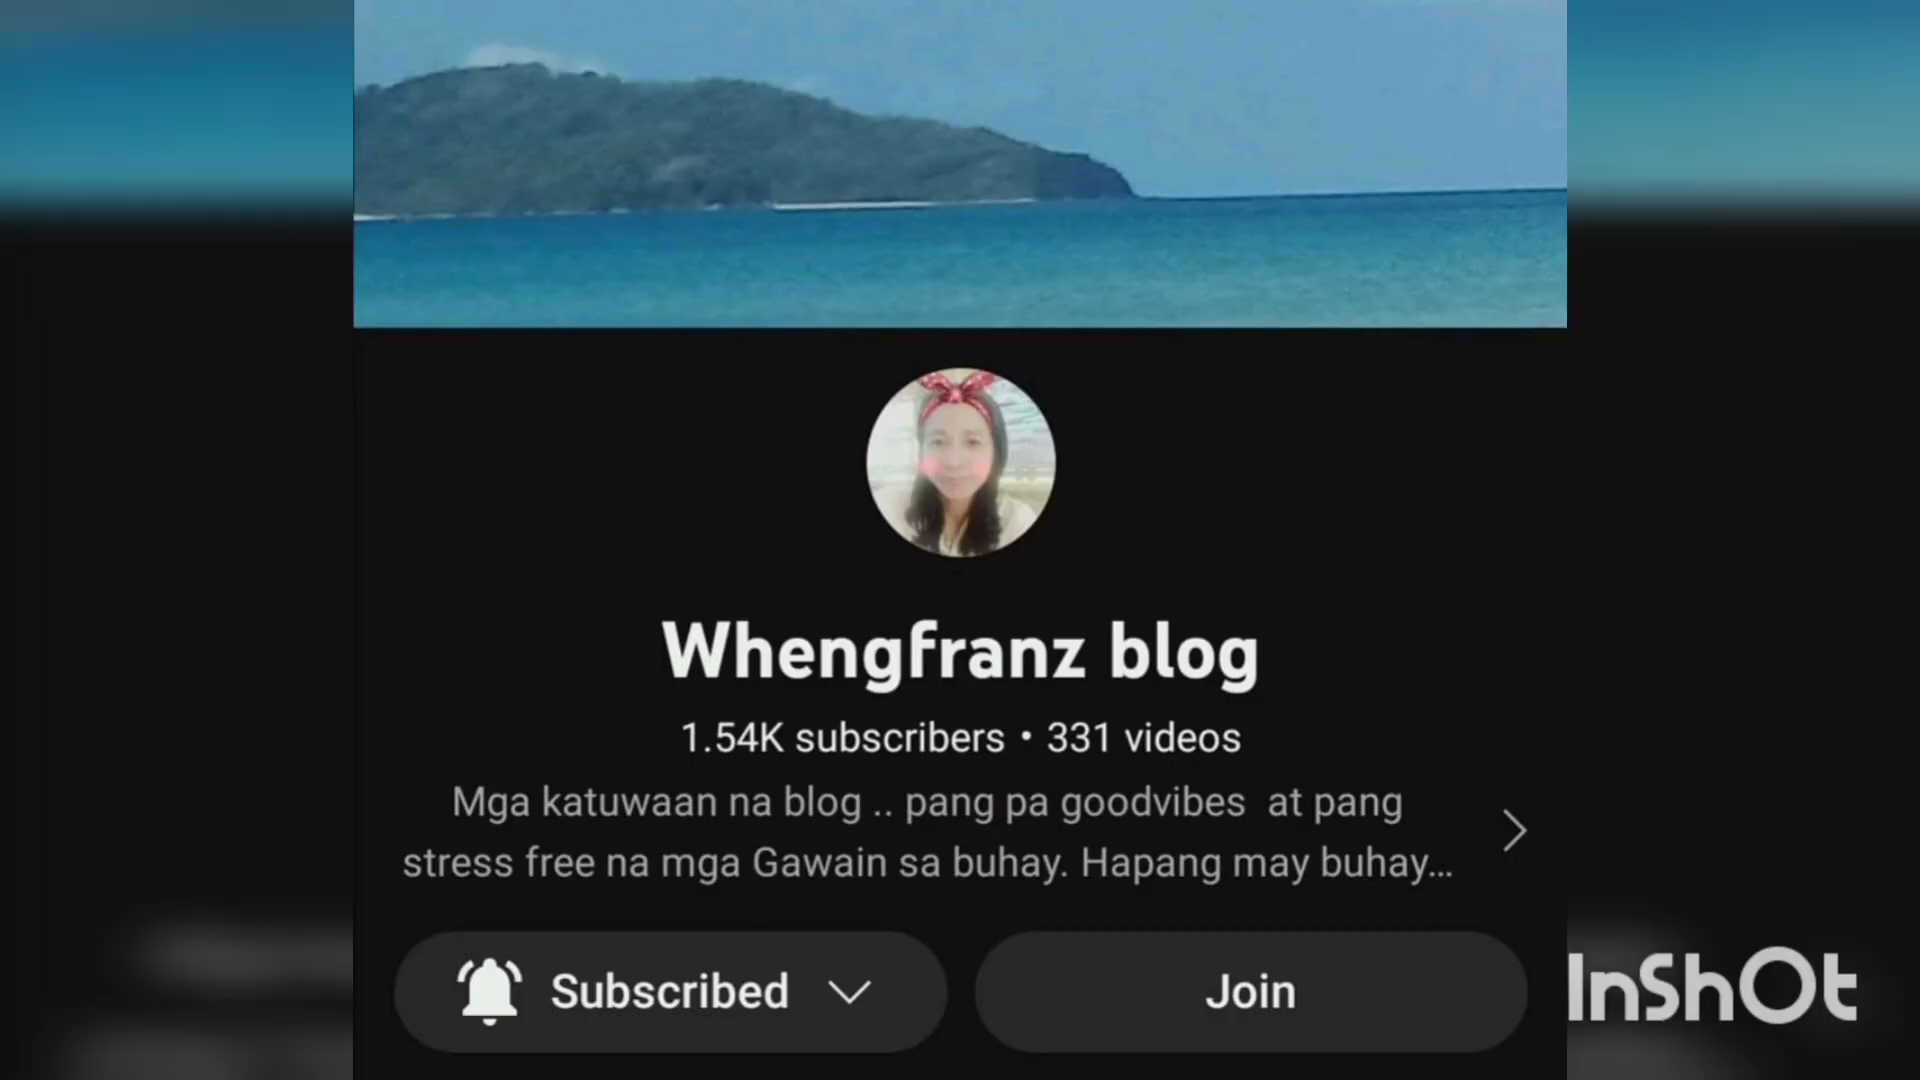 Whengfranz blog
1.54K subscribers • 331 videos
Mga katuwaan na blog .. pang pa goodvibes  at pang
stress free na mga Gawain sa buhay. Hapang may buhay...
Subscribed
Join
InShOt